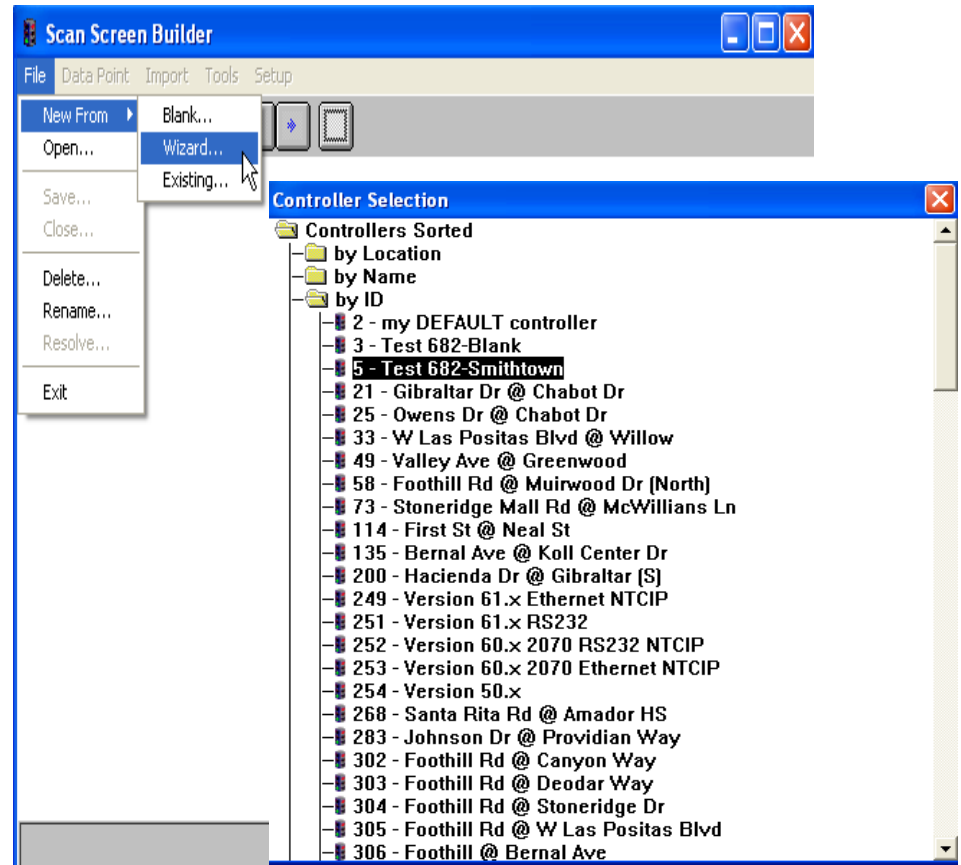 Scan Screen Builder
File Data Point Import Tools Setup
New From
Open...
Save...
Close...
Delete...
Rename...
Resolve...
Exit
Blank...
Wizard...
Existing...
Controller Selection
Controllers Sorted
by Location
by Name
by ID
2 - my DEFAULT controller
3 - Test 682-Blank
5 - Test 682-Smithtown
21 - Gibraltar Dr @ Chabot Dr
25 - Owens Dr @ Chabot Dr
33 - W Las Positas Blvd @ Willow
49 - Valley Ave @ Greenwood
58 - Foothill Rd @ Muirwood Dr (North)
73 - Stoneridge Mall Rd @ McWillians Ln
114 - First St @ Neal St
135 - Bernal Ave @ Koll Center Dr
200 - Hacienda Dr @ Gibraltar (S)
249 - Version 61.x Ethernet NTCIP
251 - Version 61.x RS232
252 - Version 60.x 2070 RS232 NTCIP
253 - Version 60.x 2070 Ethernet NTCIP
254 - Version 50.x
268 - Santa Rita Rd @ Amador HS
283 - Johnson Dr @ Providian Way
302 - Foothill Rd @ Canyon Way
303 - Foothill Rd @ Deodar Way
304 - Foothill Rd @ Stoneridge Dr
305 - Foothill Rd @ W Las Positas Blvd
306 - Foothill @ Bernal Ave